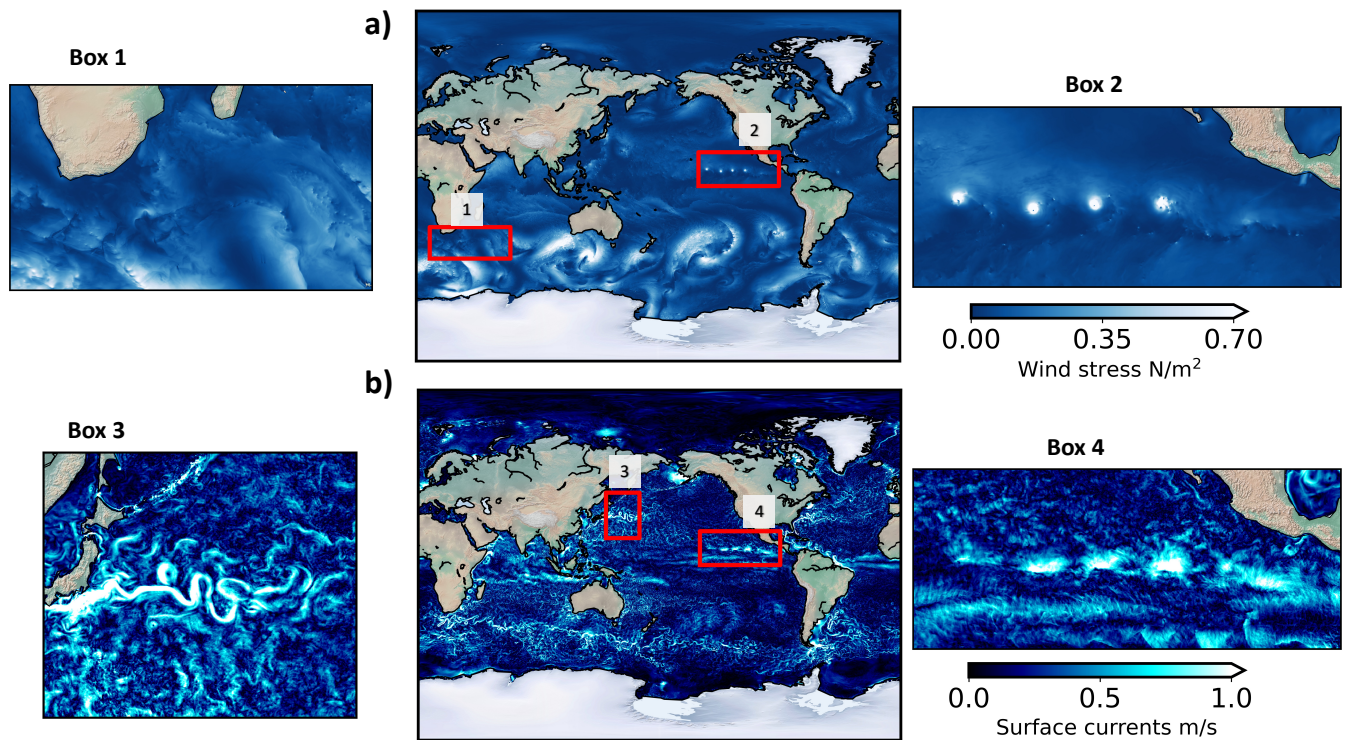 a)
Box 1
Box 2
1
2
0.00 0.35 0.70
Wind stress N/m²
b)
Box 3
Box 4
3
4
0.0 0.5 1.0
Surface currents m/s